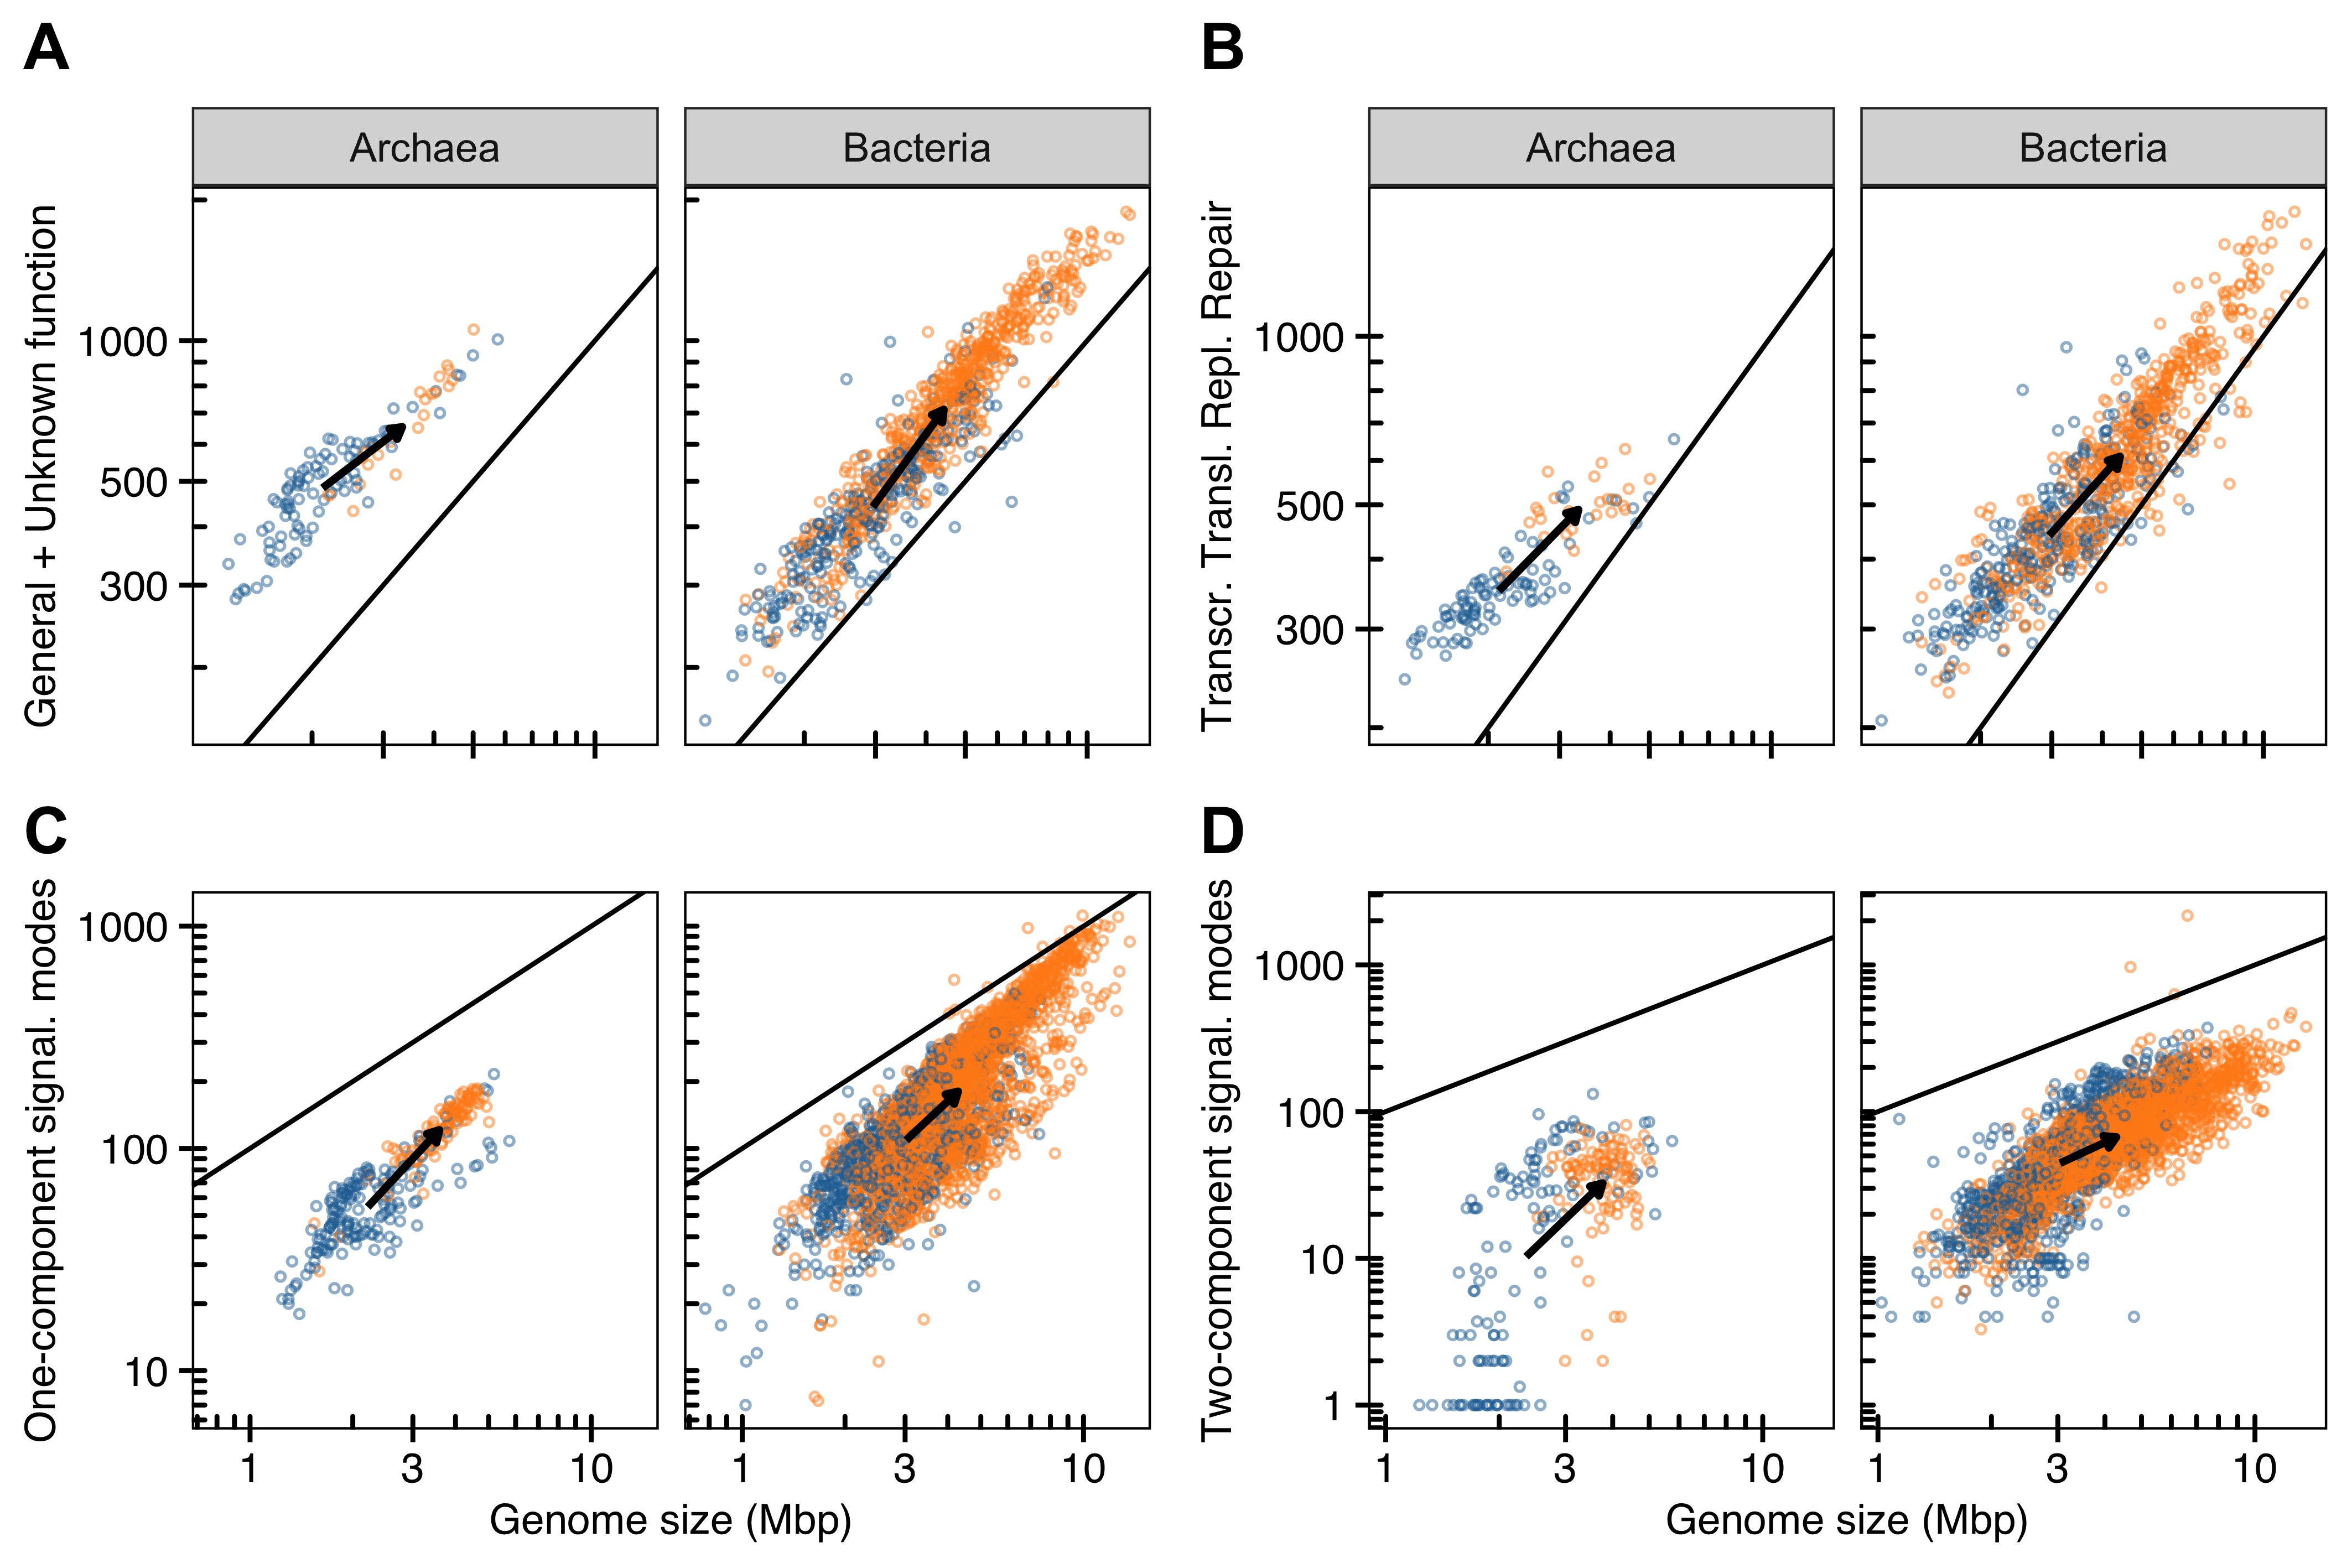 A
B
Archaea
Bacteria
Archaea
Bacteria
General + Unknown function
1000
500
300
Transcr. Transl. Repl. Repair
1000
500
300
C
D
One-component signal. modes
1000
100
10
Two-component signal. modes
1000
100
10
1
1
3
10
1
3
10
1
3
10
1
3
10
Genome size (Mbp)
Genome size (Mbp)